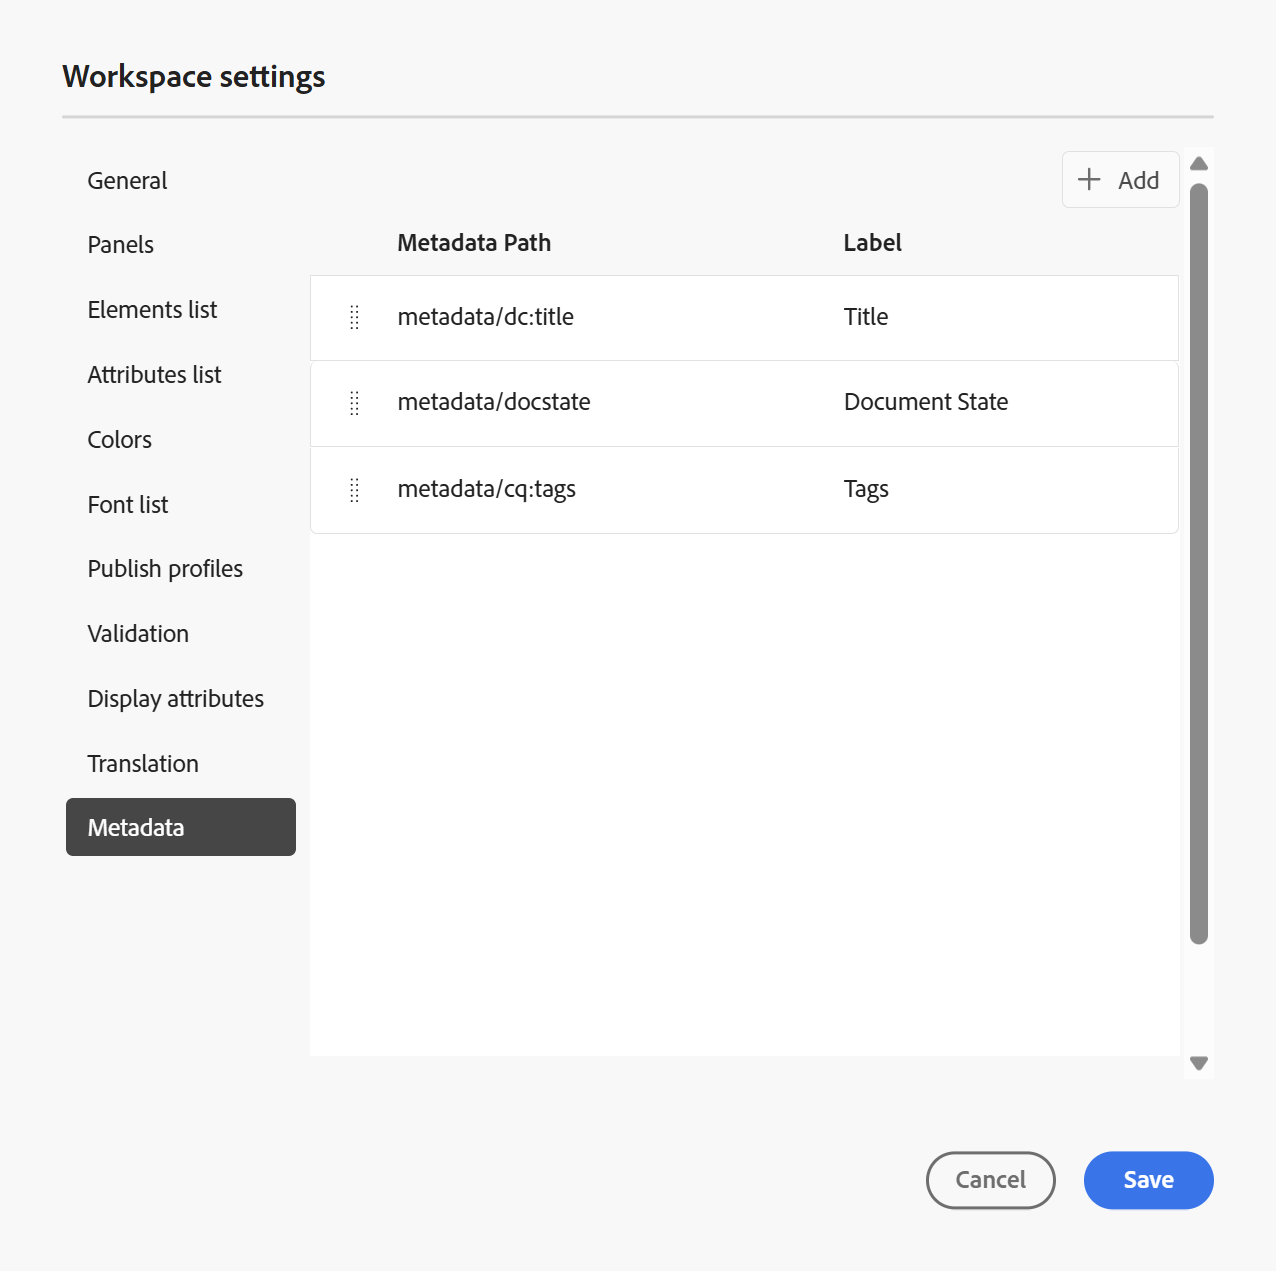 Workspace settings
General
Panels
Elements list
Attributes list
Colors
Font list
Publish profiles
Validation
Display attributes
Translation
Metadata
Add
Metadata Path Label
metadata/dc:title Title
metadata/docstate Document State
metadata/cq:tags Tags
Cancel Save